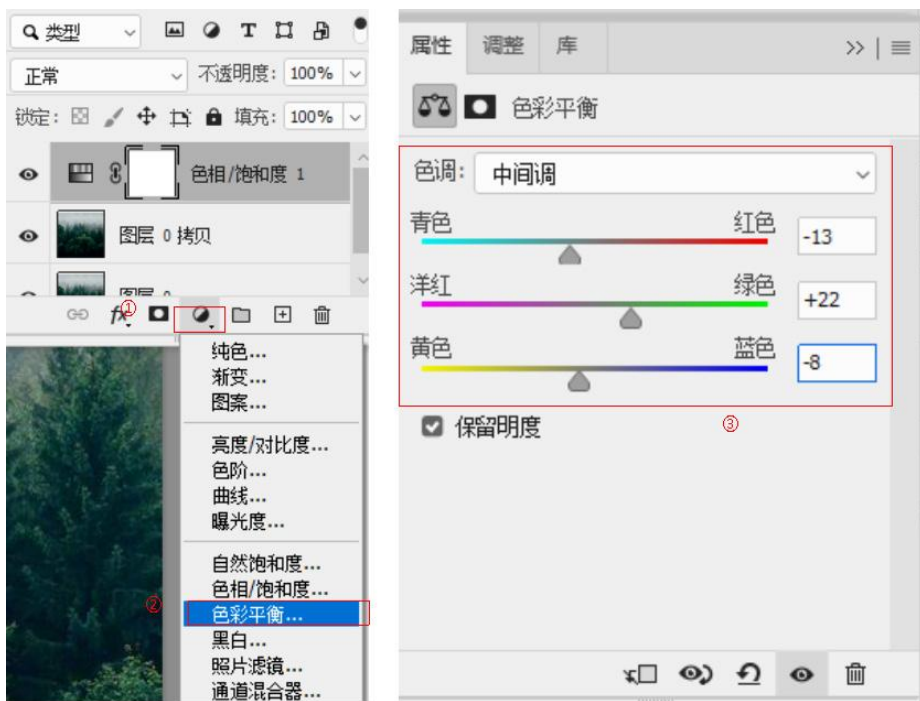 类型
T
正常
不透明度: 100%
锁定:
填充: 100%
色相/饱和度 1
图层 0 拷贝
图层 0
①
fx
纯色...
渐变...
图案...
亮度/对比度...
色阶...
曲线...
曝光度...
自然饱和度...
色相/饱和度...
②
色彩平衡...
黑白...
照片滤镜...
通道混合器...
属性 调整 库
色彩平衡
色调: 中间调
青色 红色 -13
洋红 绿色 +22
黄色 蓝色 -8
保留明度
③